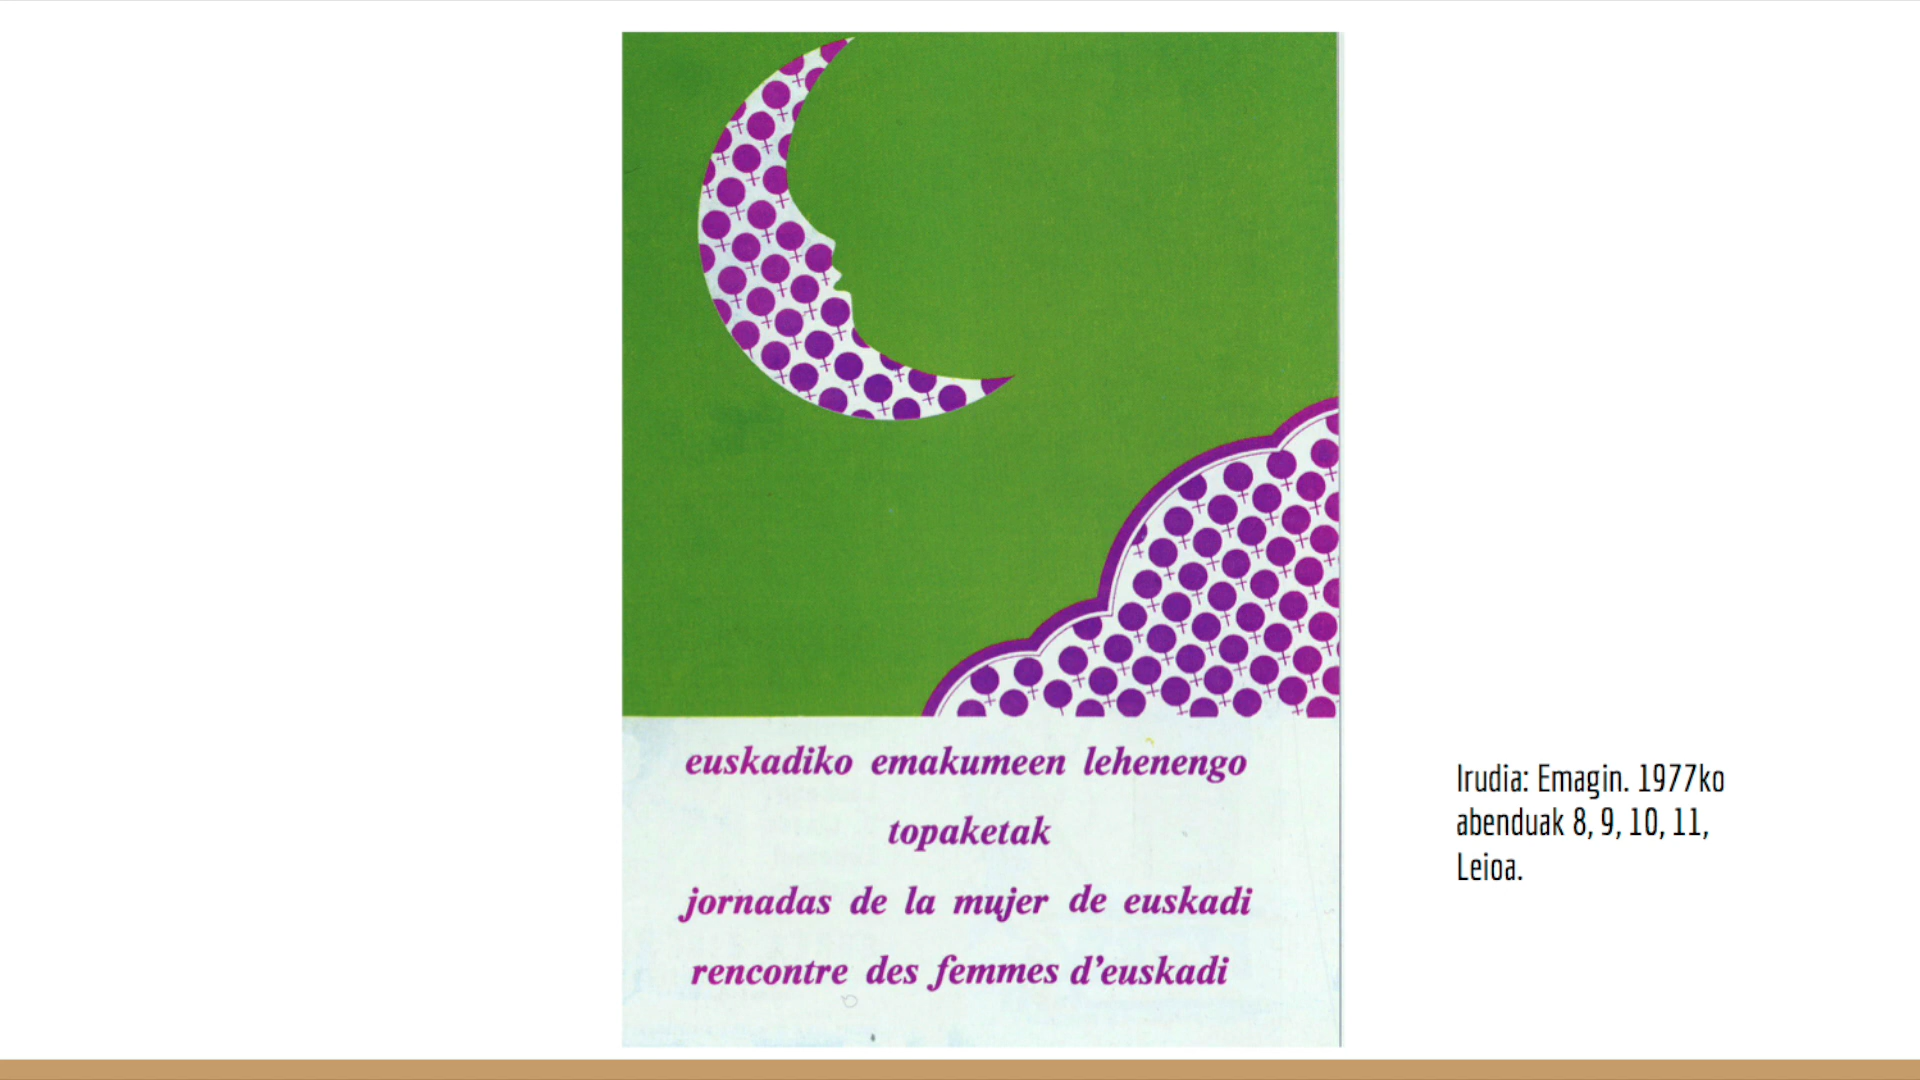 euskadiko emakumeen lehenengo
topaketak
jornadas de la mujer de euskadi
rencontre des femmes d’euskadi
Irudia: Emagin. 1977ko
abenduak 8, 9, 10, 11,
Leioa.